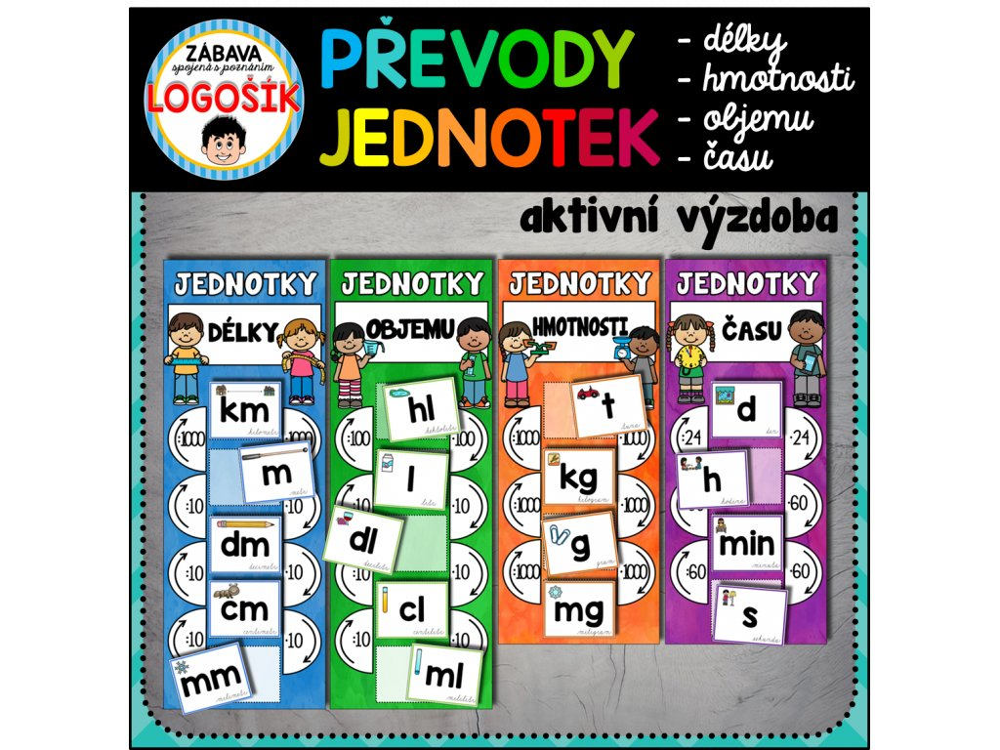 ZÁBAVA
spojená s poznáním
LOGOŠÍK
PŘEVODY
JEDNOTEK
- délky
- hmotnosti
- objemu
- času
aktivní výzdoba
JEDNOTKY
DÉLKY
km
kilometr
:1000
·1000
m
metr
:10
·10
dm
decimetr
:10
·10
cm
centimetr
:10
·10
mm
milimetr
JEDNOTKY
OBJEMU
hl
hektolitr
:100
·100
l
litr
:10
·10
dl
decilitr
:10
·10
cl
centilitr
:10
·10
ml
mililitr
JEDNOTKY
HMOTNOSTI
t
tuna
:1000
·1000
kg
kilogram
:1000
·1000
g
gram
:1000
·1000
mg
miligram
JEDNOTKY
ČASU
d
den
:24
·24
h
hodina
·60
min
minuta
:60
·60
s
sekunda